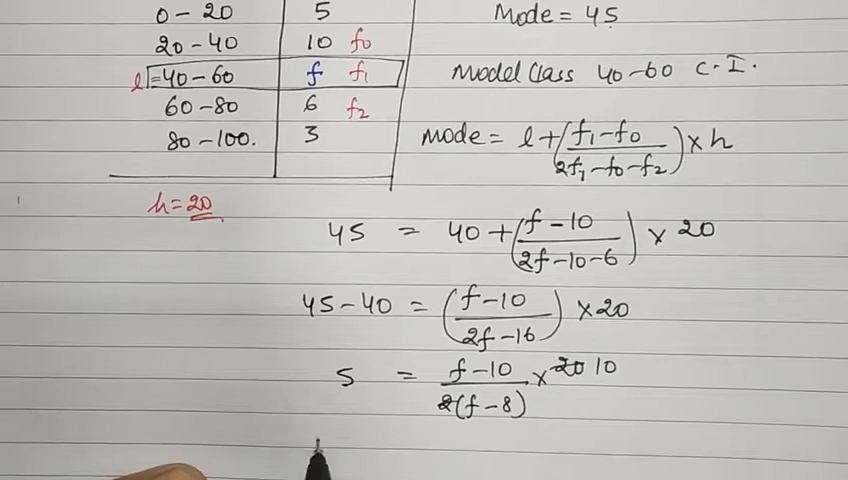 0 - 20 5 Mode = 45
20 - 40 10 f0
l = 40 - 60 f f1 Model Class 40-60 C.I.
60 - 80 6 f2
80 - 100. 3 mode = l + (f1 - f0 / 2f1 - f0 - f2) × h
h = 20
45 = 40 + (f - 10 / 2f - 10 - 6) × 20
45 - 40 = (f - 10 / 2f - 16) × 20
5 = f - 10 / 2(f - 8) × 20 10